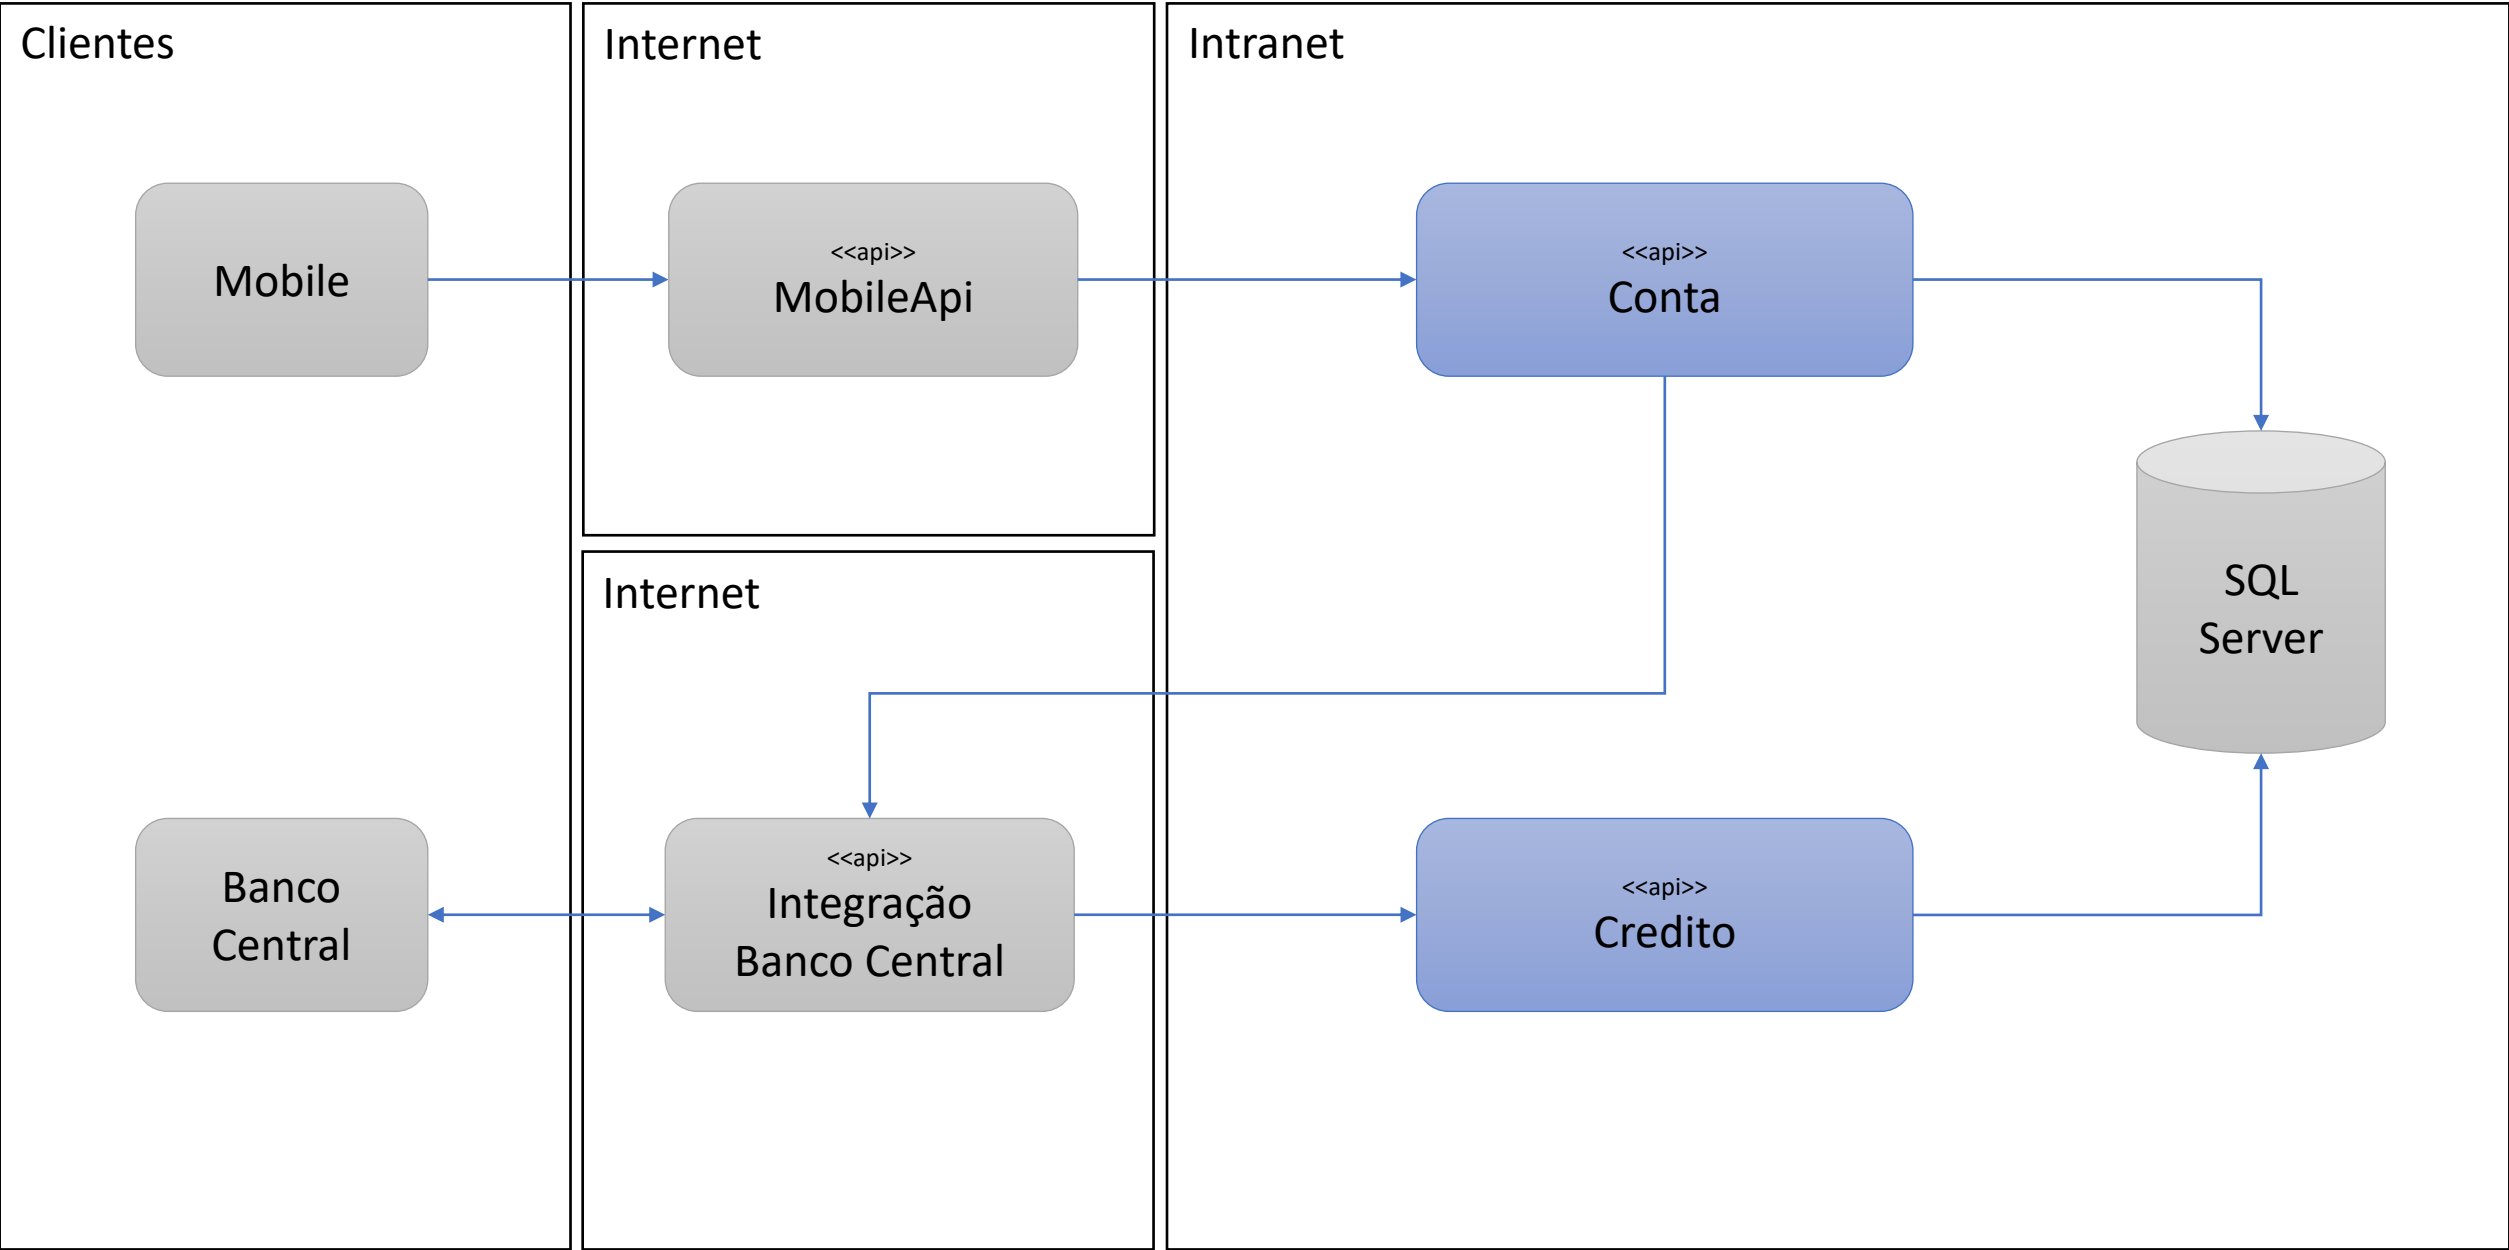 Clientes
Internet
Intranet
Mobile
<<api>>
MobileApi
<<api>>
Conta
SQL
Server
Internet
Banco
Central
<<api>>
Integração
Banco Central
<<api>>
Credito